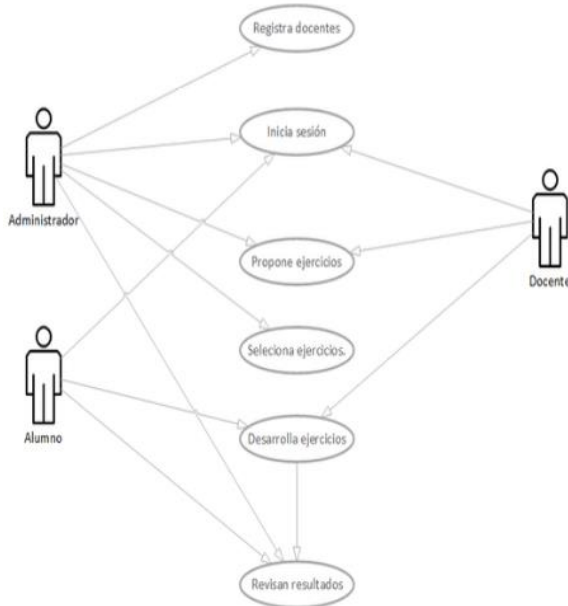 Registra docentes
Inicia sesión
Administrador
Propone ejercicios
Docente
Seleciona ejercicios.
Alumno
Desarrolla ejercicios
Revisan resultados